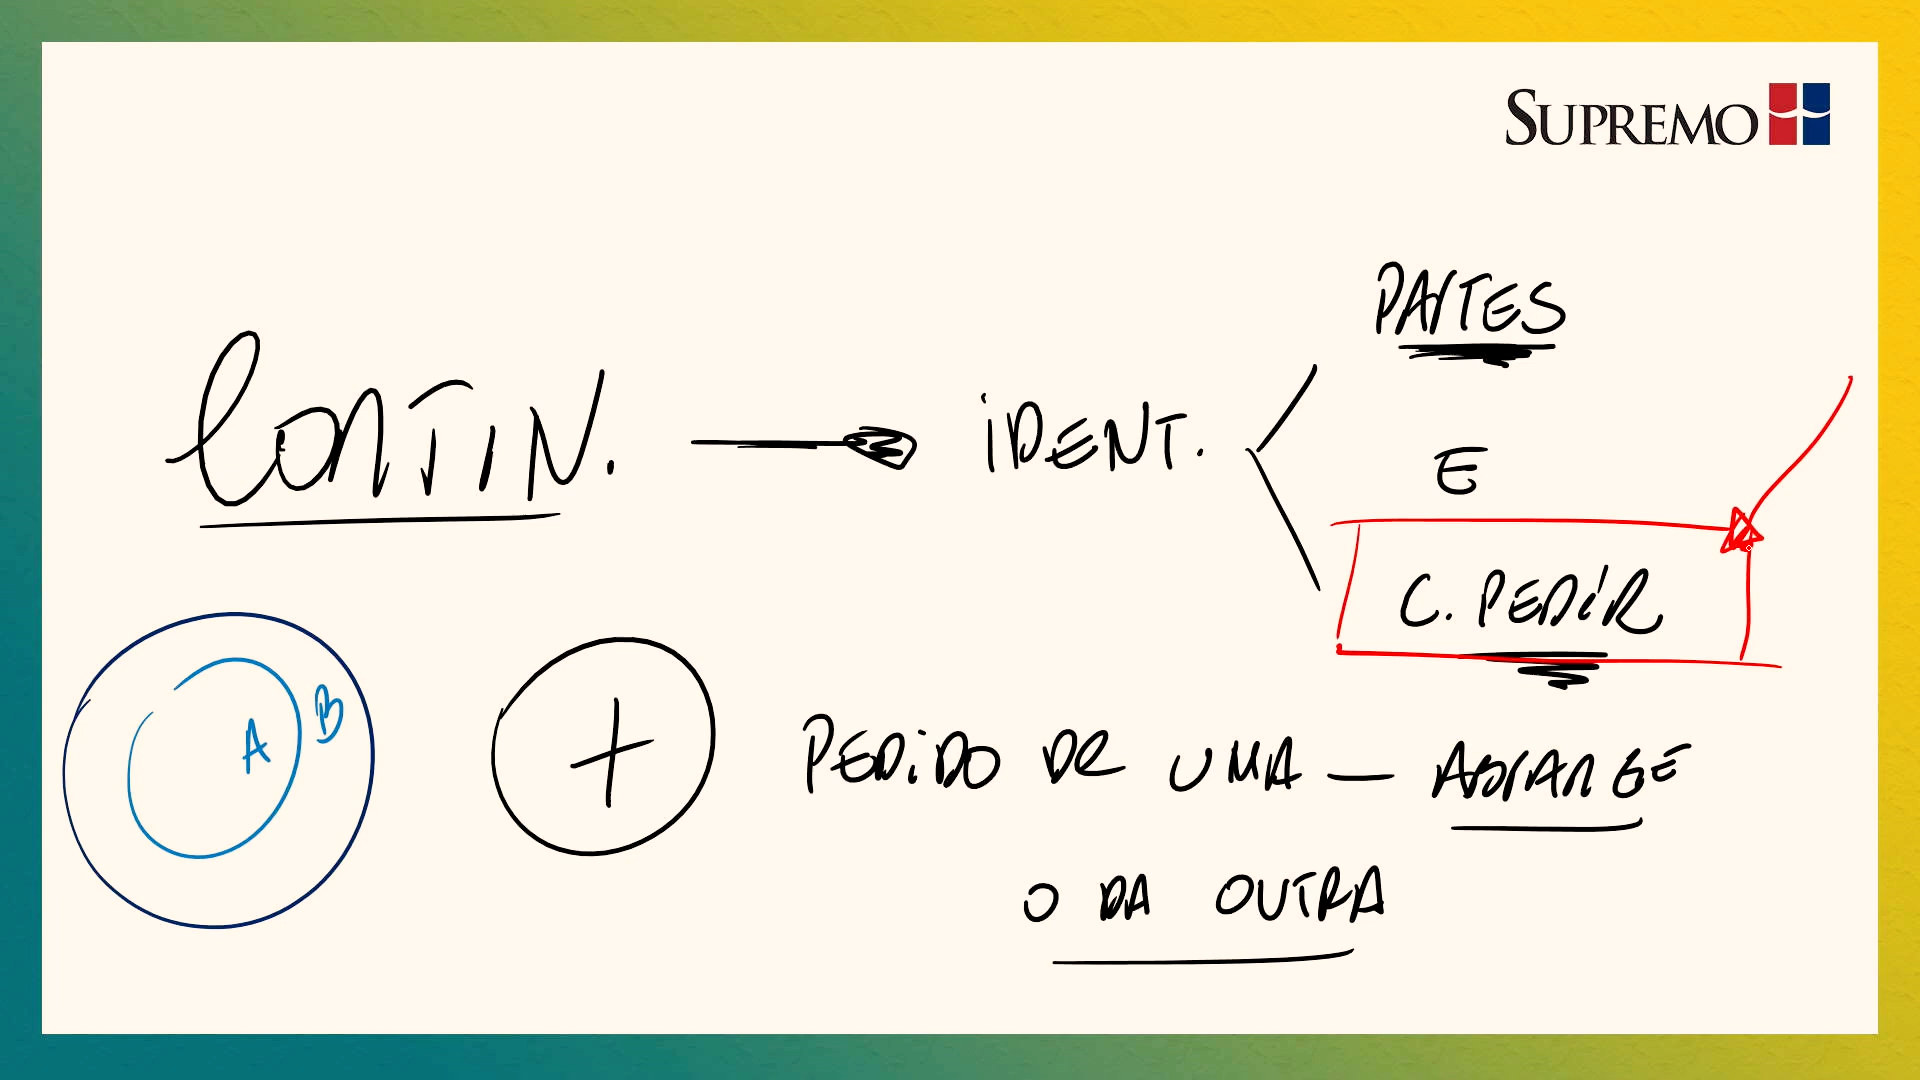 SUPREMO
PARTES
CONTIN. IDENT.
E
C. PEDIR
A B
+ PEDIDO DE UMA — ABRANGE
O DA OUTRA